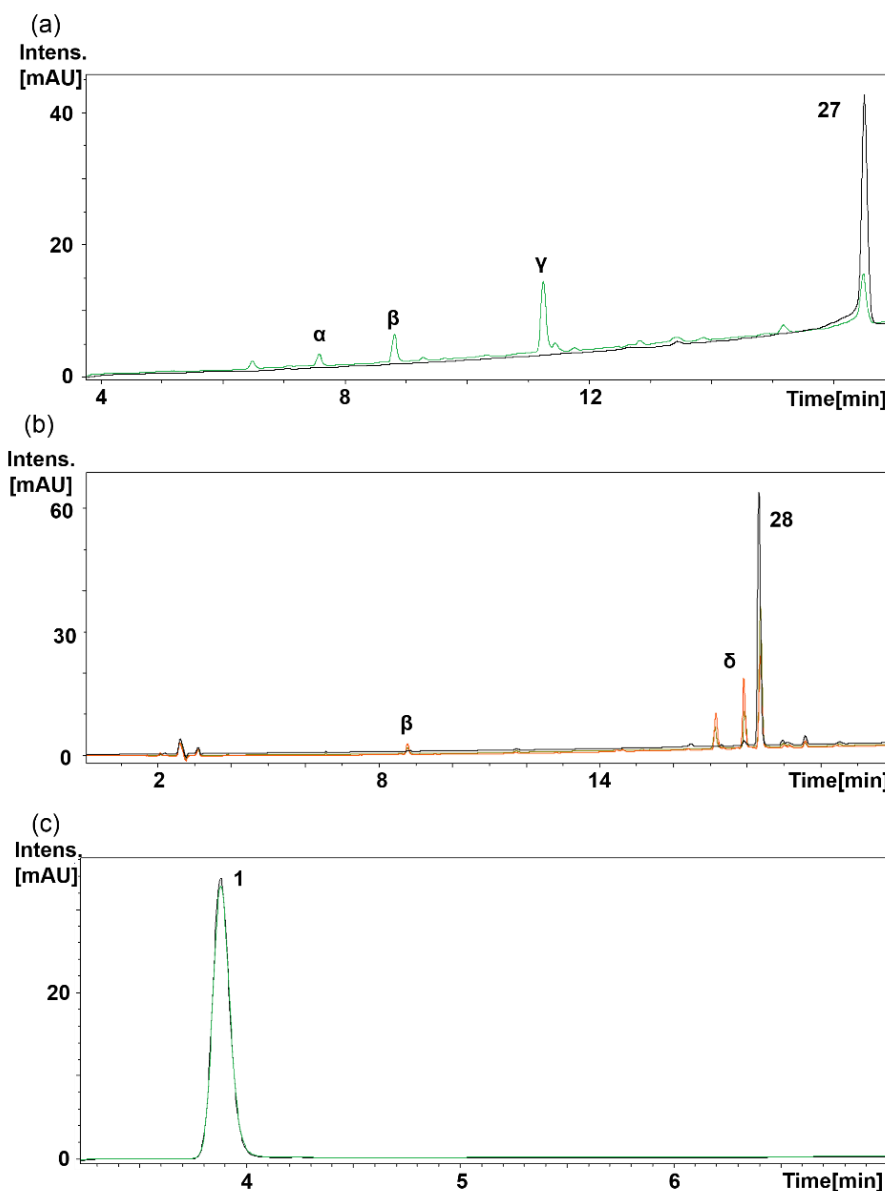 (a)
Intens.
[mAU]
40
27
20
γ
β
α
0
4
8
12
Time[min]
(b)
Intens.
[mAU]
60
28
30
δ
β
0
2
8
14
Time[min]
(c)
Intens.
[mAU]
1
20
0
4
5
6
Time[min]